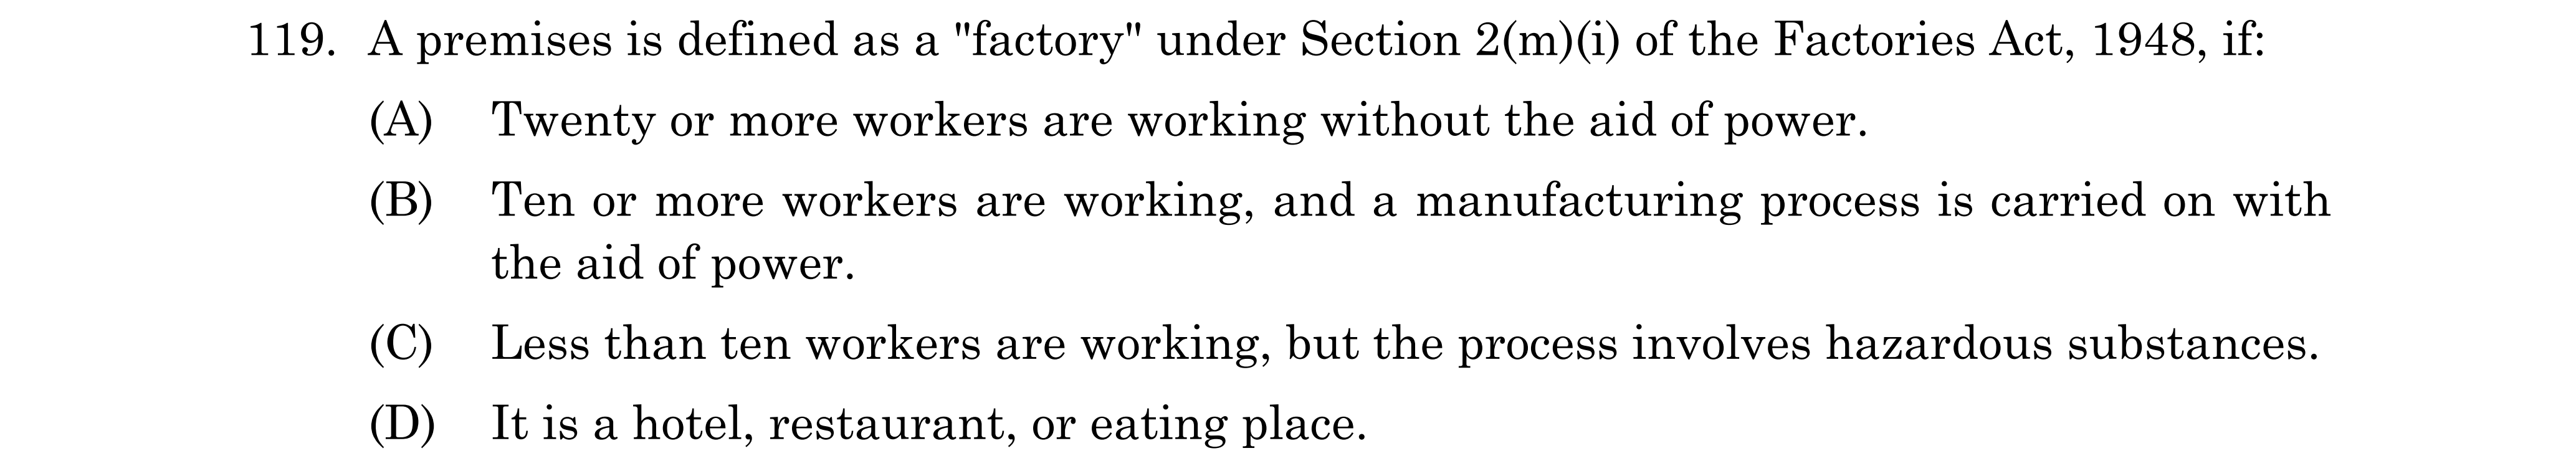 119. A premises is defined as a "factory" under Section 2(m)(i) of the Factories Act, 1948, if:
(A) Twenty or more workers are working without the aid of power.
(B) Ten or more workers are working, and a manufacturing process is carried on with
the aid of power.
(C) Less than ten workers are working, but the process involves hazardous substances.
(D) It is a hotel, restaurant, or eating place.